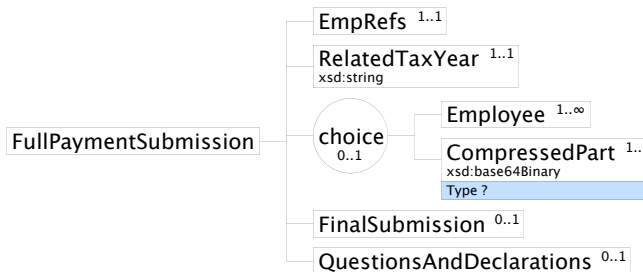 EmpRefs 1..1
RelatedTaxYear 1..1
xsd:string
FullPaymentSubmission
choice
0..1
Employee 1..∞
CompressedPart 1..
xsd:base64Binary
Type ?
FinalSubmission 0..1
QuestionsAndDeclarations 0..1